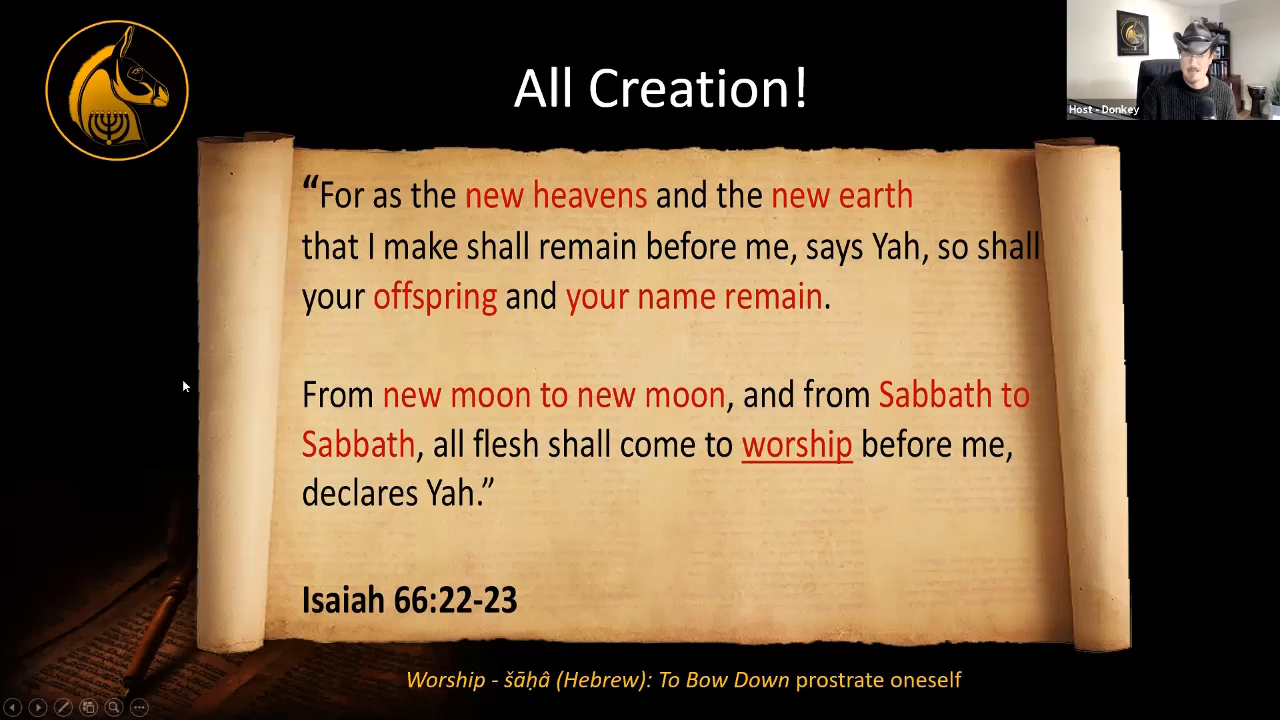 All Creation!
Host - Donkey
“For as the new heavens and the new earth
that I make shall remain before me, says Yah, so shall
your offspring and your name remain.
From new moon to new moon, and from Sabbath to
Sabbath, all flesh shall come to worship before me,
declares Yah.”
Isaiah 66:22-23
Worship - šāḥâ (Hebrew): To Bow Down prostrate oneself